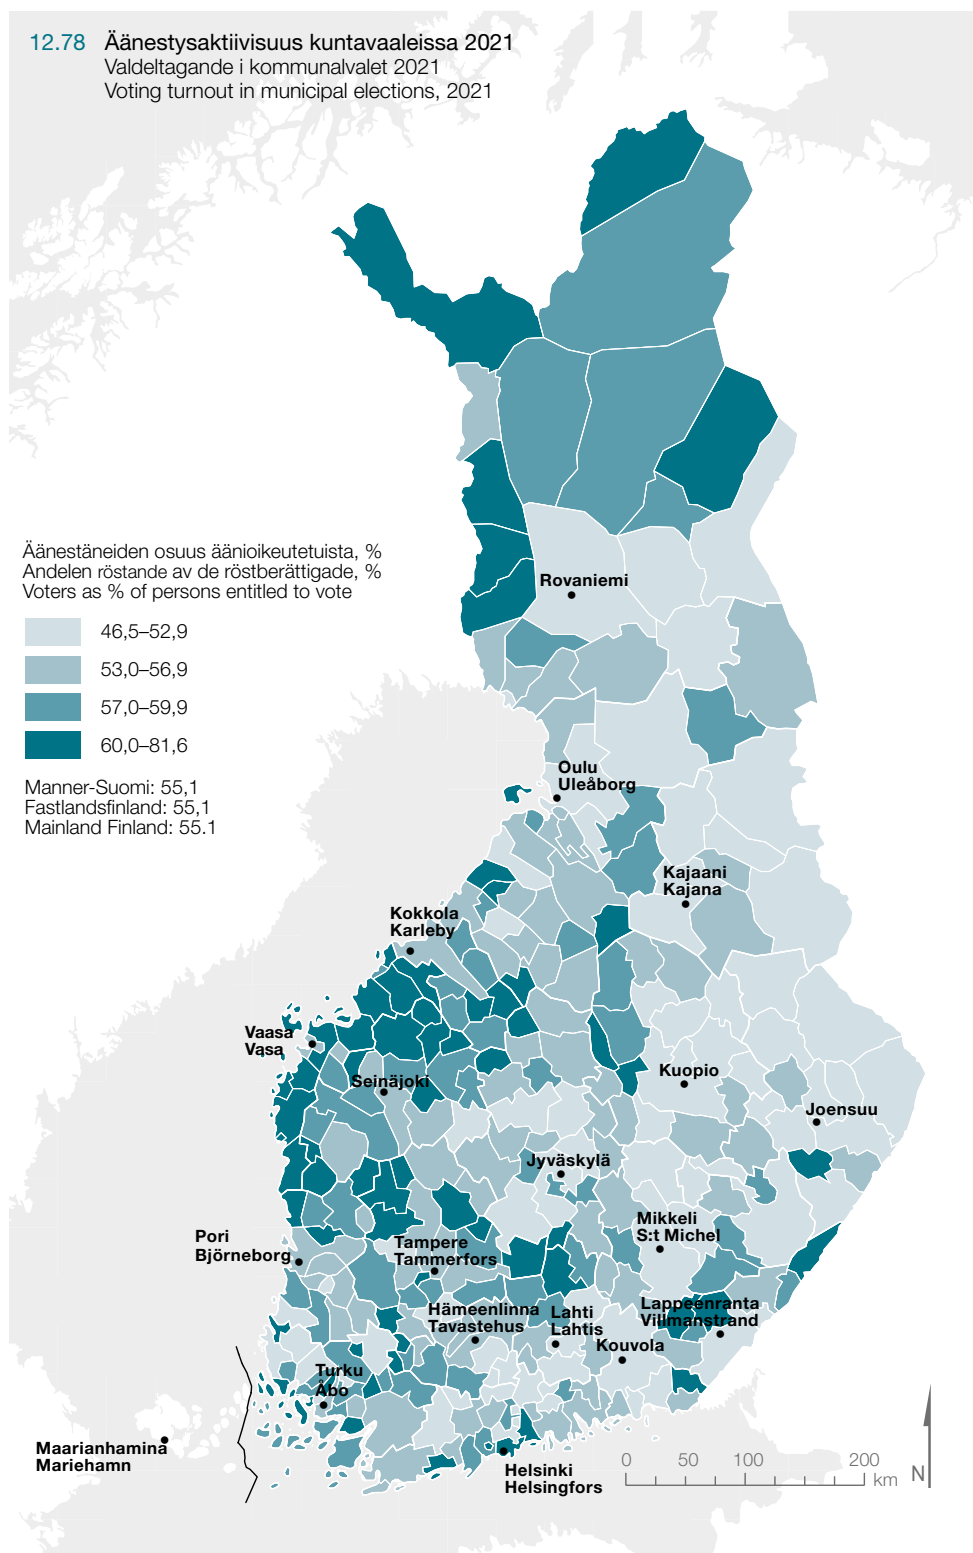 12.78 Äänestysaktiivisuus kuntavaaleissa 2021
Valdeltagande i kommunalvalet 2021
Voting turnout in municipal elections, 2021
Äänestäneiden osuus äänioikeutetuista, %
Andelen röstande av de röstberättigade, %
Voters as % of persons entitled to vote
46,5–52,9
53,0–56,9
57,0–59,9
60,0–81,6
Manner-Suomi: 55,1
Fastlandsfinland: 55,1
Mainland Finland: 55.1
Rovaniemi
Oulu
Uleåborg
Kajaani
Kajana
Kokkola
Karleby
Vaasa
Vasa
Seinäjoki
Kuopio
Joensuu
Jyväskylä
Mikkeli
S:t Michel
Pori
Björneborg
Tampere
Tammerfors
Hämeenlinna
Tavastehus
Lahti
Lahtis
Lappeenranta
Villmanstrand
Kouvola
Turku
Åbo
Maarianhamina
Mariehamn
Helsinki
Helsingfors
0 50 100 200
km
N